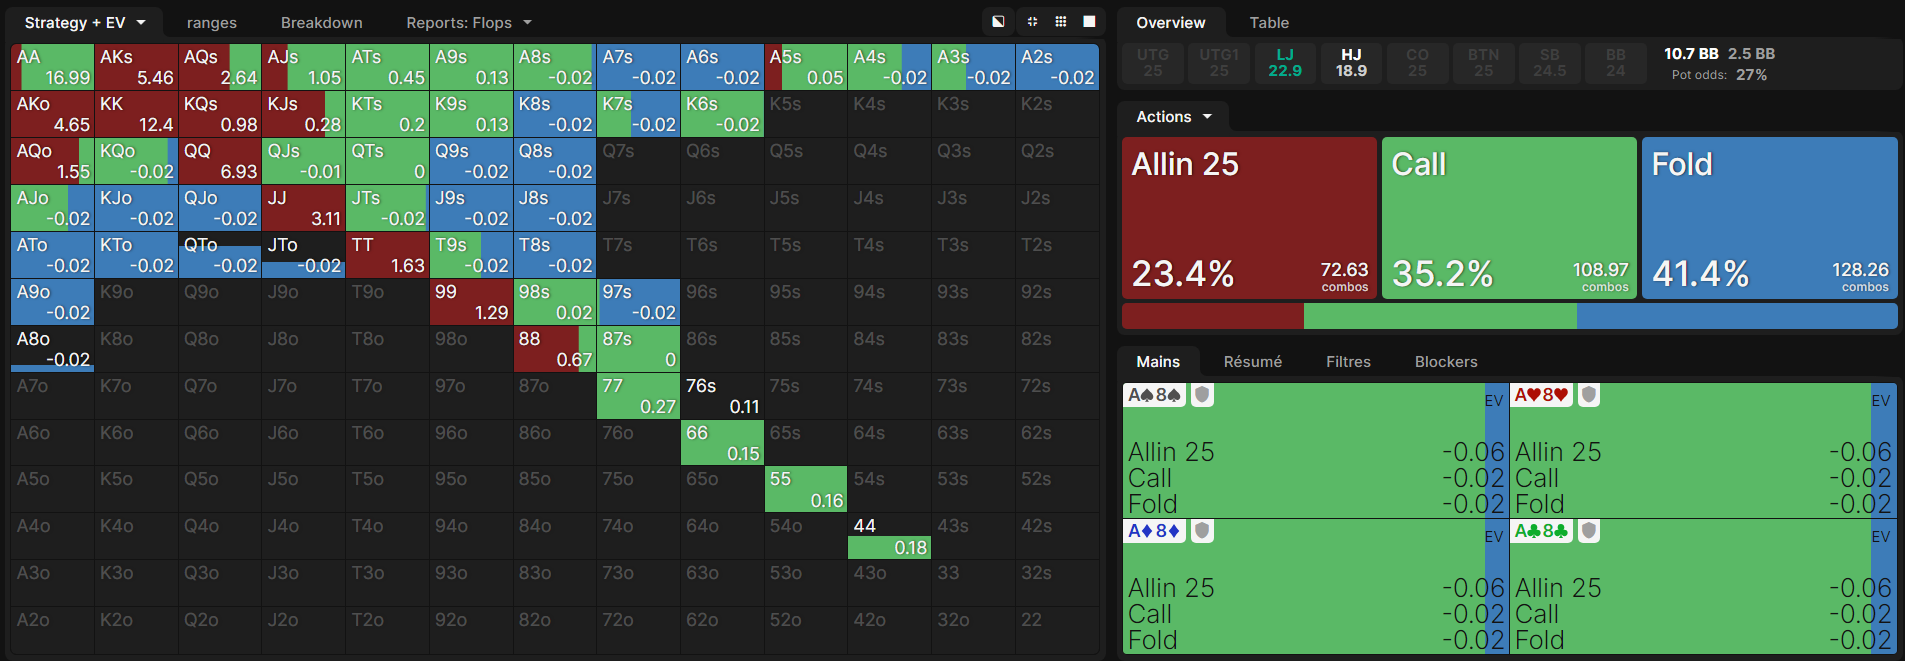 Strategy + EV ranges Breakdown Reports: Flops
AA AKs AQs AJs ATs A9s A8s A7s A6s A5s A4s A3s A2s
16.99 5.46 2.64 1.05 0.45 0.13 -0.02 -0.02 -0.02 0.05 -0.02 -0.02 -0.02
AKo KK KQs KJs KTs K9s K8s K7s K6s K5s K4s K3s K2s
4.65 12.4 0.98 0.28 0.2 0.13 -0.02 -0.02 -0.02
AQo KQo QQ QJs QTs Q9s Q8s Q7s Q6s Q5s Q4s Q3s Q2s
1.55 -0.02 6.93 -0.01 0 -0.02 -0.02
AJo KJo QJo JJ JTs J9s J8s J7s J6s J5s J4s J3s J2s
-0.02 -0.02 -0.02 3.11 -0.02 -0.02 -0.02
ATo KTo QTo JTo TT T9s T8s T7s T6s T5s T4s T3s T2s
-0.02 -0.02 -0.02 -0.02 1.63 -0.02 -0.02
A9o K9o Q9o J9o T9o 99 98s 97s 96s 95s 94s 93s 92s
-0.02 1.29 0.02 -0.02
A8o K8o Q8o J8o T8o 98o 88 87s 86s 85s 84s 83s 82s
-0.02 0.67 0
A7o K7o Q7o J7o T7o 97o 87o 77 76s 75s 74s 73s 72s
0.27 0.11
A6o K6o Q6o J6o T6o 96o 86o 76o 66 65s 64s 63s 62s
0.15
A5o K5o Q5o J5o T5o 95o 85o 75o 65o 55 54s 53s 52s
0.16
A4o K4o Q4o J4o T4o 94o 84o 74o 64o 54o 44 43s 42s
0.18
A3o K3o Q3o J3o T3o 93o 83o 73o 63o 53o 43o 33 32s
A2o K2o Q2o J2o T2o 92o 82o 72o 62o 52o 42o 32o 22
Overview Table
UTG UTG1 LJ HJ CO BTN SB BB 10.7 BB 2.5 BB
25 25 22.9 18.9 25 25 24.5 24 Pot odds: 27%
Actions
Allin 25 Call Fold
23.4% 72.63 combos 35.2% 108.97 combos 41.4% 128.26 combos
Mains Résumé Filtres Blockers
A♠8♠ EV A♥8♥ EV
Allin 25 -0.06 Allin 25 -0.06
Call -0.02 Call -0.02
Fold -0.02 Fold -0.02
A♦8♦ EV A♣8♣ EV
Allin 25 -0.06 Allin 25 -0.06
Call -0.02 Call -0.02
Fold -0.02 Fold -0.02